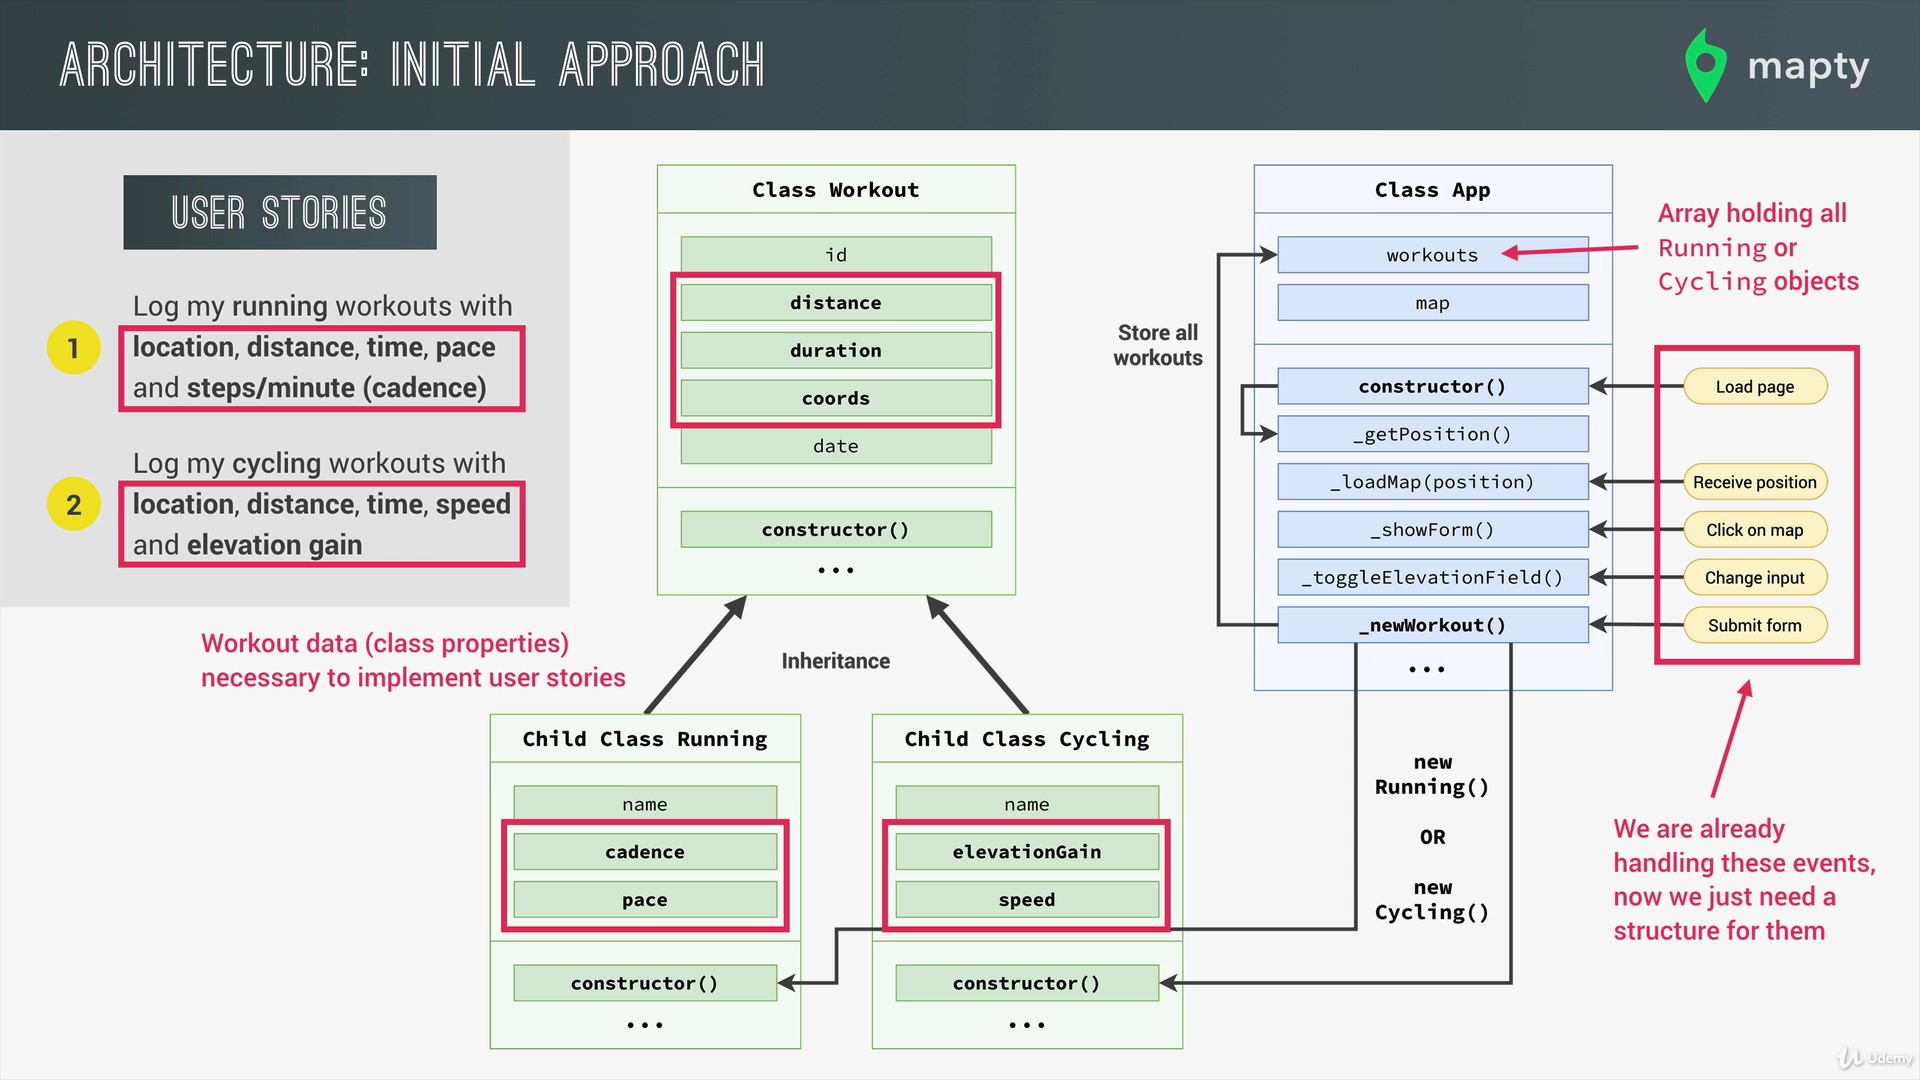 ARCHITECTURE: INITIAL APPROACH
mapty
USER STORIES
1
Log my running workouts with
location, distance, time, pace
and steps/minute (cadence)
2
Log my cycling workouts with
location, distance, time, speed
and elevation gain
Workout data (class properties)
necessary to implement user stories
Class Workout
id
distance
duration
coords
date
constructor()
...
Inheritance
Child Class Running
name
cadence
pace
constructor()
...
Child Class Cycling
name
elevationGain
speed
constructor()
...
Store all
workouts
Class App
workouts
map
constructor()
_getPosition()
_loadMap(position)
_showForm()
_toggleElevationField()
_newWorkout()
...
new
Running()
OR
new
Cycling()
Array holding all
Running or
Cycling objects
Load page
Receive position
Click on map
Change input
Submit form
We are already
handling these events,
now we just need a
structure for them
Udemy